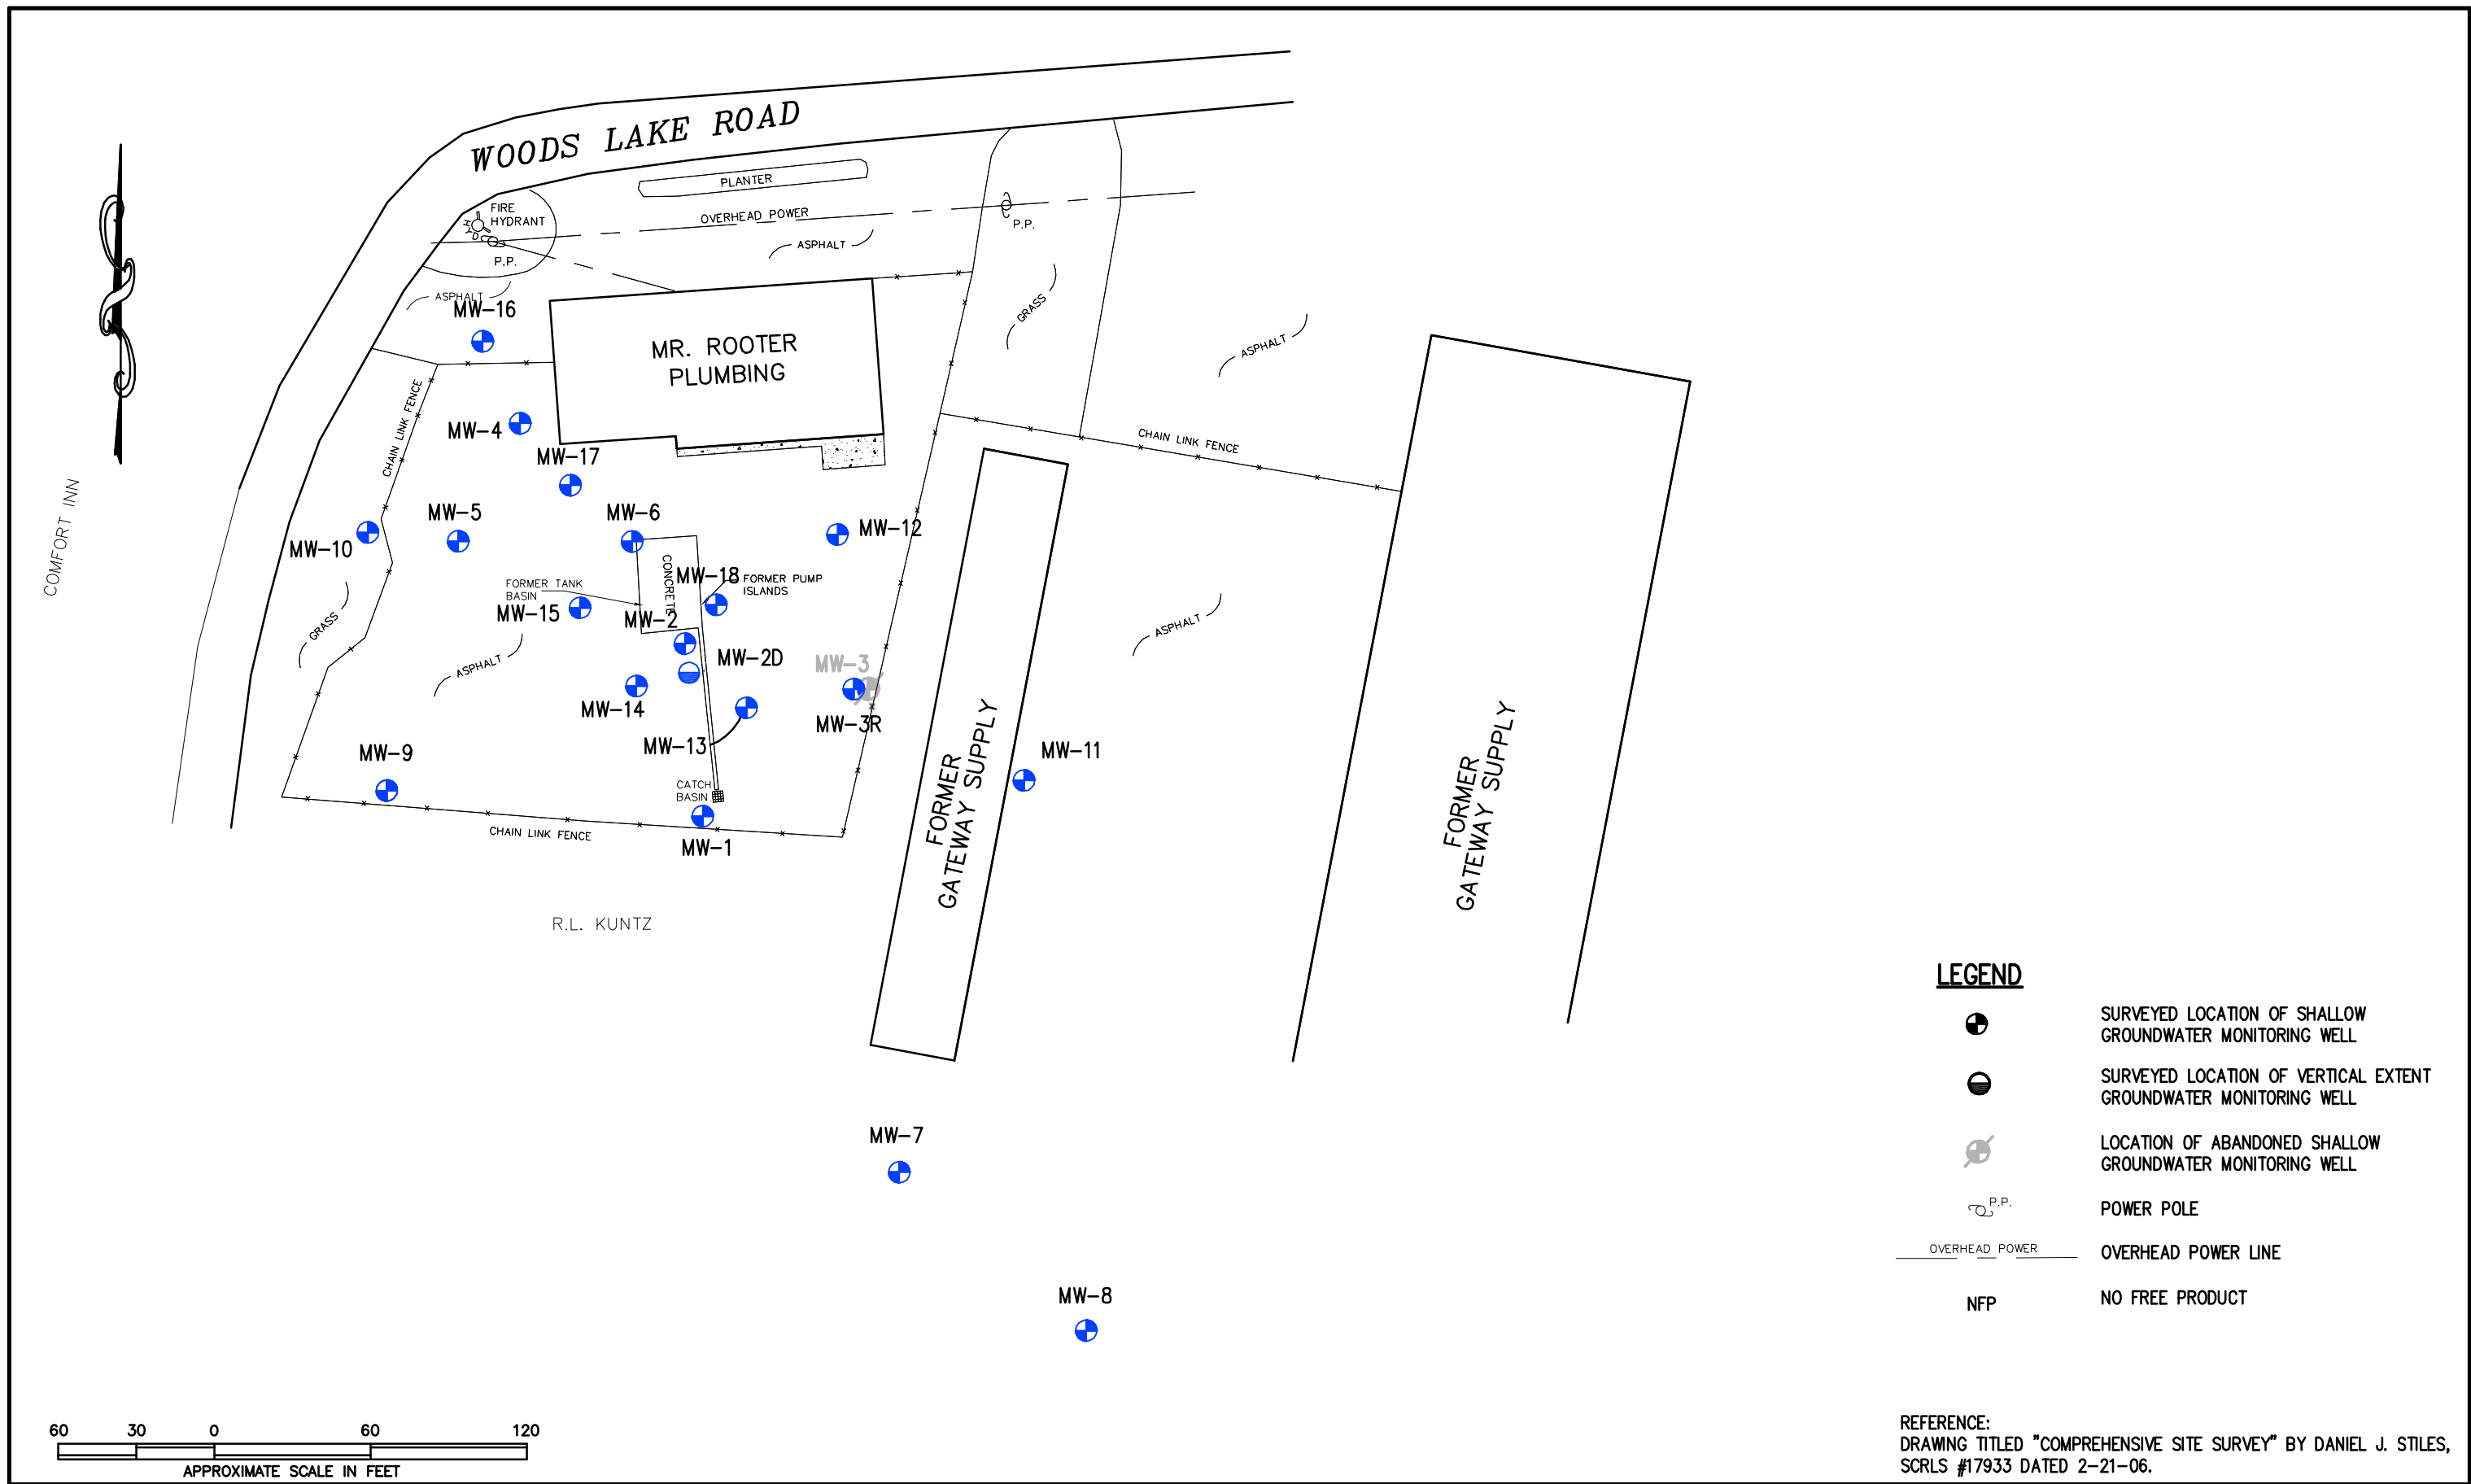 WOODS LAKE ROAD
PLANTER
FIRE
HYDRANT
HYD
OVERHEAD POWER
P.P.
ASPHALT
P.P.
ASPHALT
MW-16
GRASS
MR. ROOTER
PLUMBING
ASPHALT
CHAIN LINK FENCE
MW-4
CHAIN LINK FENCE
MW-17
COMFORT INN
MW-5
MW-6
MW-12
MW-10
CONCRETE
MW-18
FORMER PUMP
ISLANDS
FORMER TANK
BASIN
MW-15
MW-2
GRASS
ASPHALT
ASPHALT
MW-2D
MW-3
MW-14
MW-3R
MW-13
MW-9
MW-11
CATCH
BASIN
FORMER
GATEWAY SUPPLY
FORMER
GATEWAY SUPPLY
CHAIN LINK FENCE
MW-1
R.L. KUNTZ
MW-7
MW-8
LEGEND
SURVEYED LOCATION OF SHALLOW
GROUNDWATER MONITORING WELL
SURVEYED LOCATION OF VERTICAL EXTENT
GROUNDWATER MONITORING WELL
LOCATION OF ABANDONED SHALLOW
GROUNDWATER MONITORING WELL
P.P.
POWER POLE
OVERHEAD POWER
OVERHEAD POWER LINE
NFP
NO FREE PRODUCT
60 30 0 60 120
APPROXIMATE SCALE IN FEET
REFERENCE:
DRAWING TITLED "COMPREHENSIVE SITE SURVEY" BY DANIEL J. STILES,
SCRLS #17933 DATED 2-21-06.